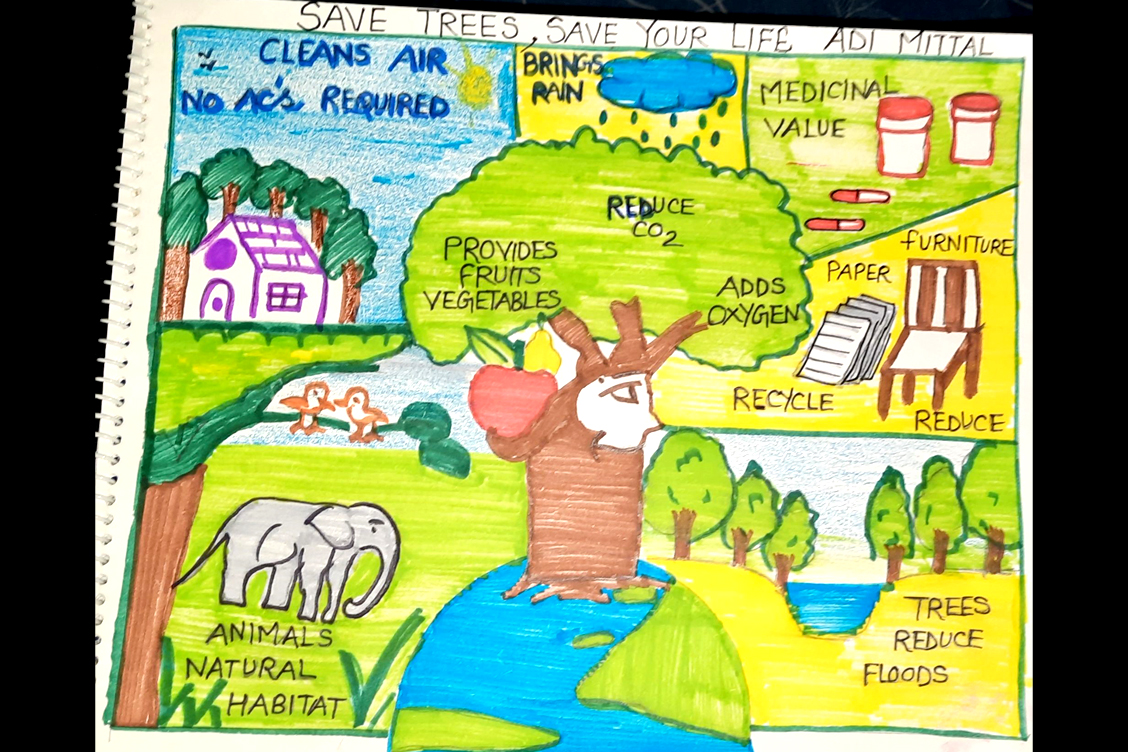 SAVE TREES, SAVE YOUR LIFE ADI MITTAL
CLEANS AIR
NO AC's REQUIRED
BRINGS
RAIN
MEDICINAL
VALUE
REDUCE
CO2
PROVIDES
FRUITS
VEGETABLES
ADDS
OXYGEN
FURNITURE
PAPER
RECYCLE
REDUCE
ANIMALS
NATURAL
HABITAT
TREES
REDUCE
FLOODS